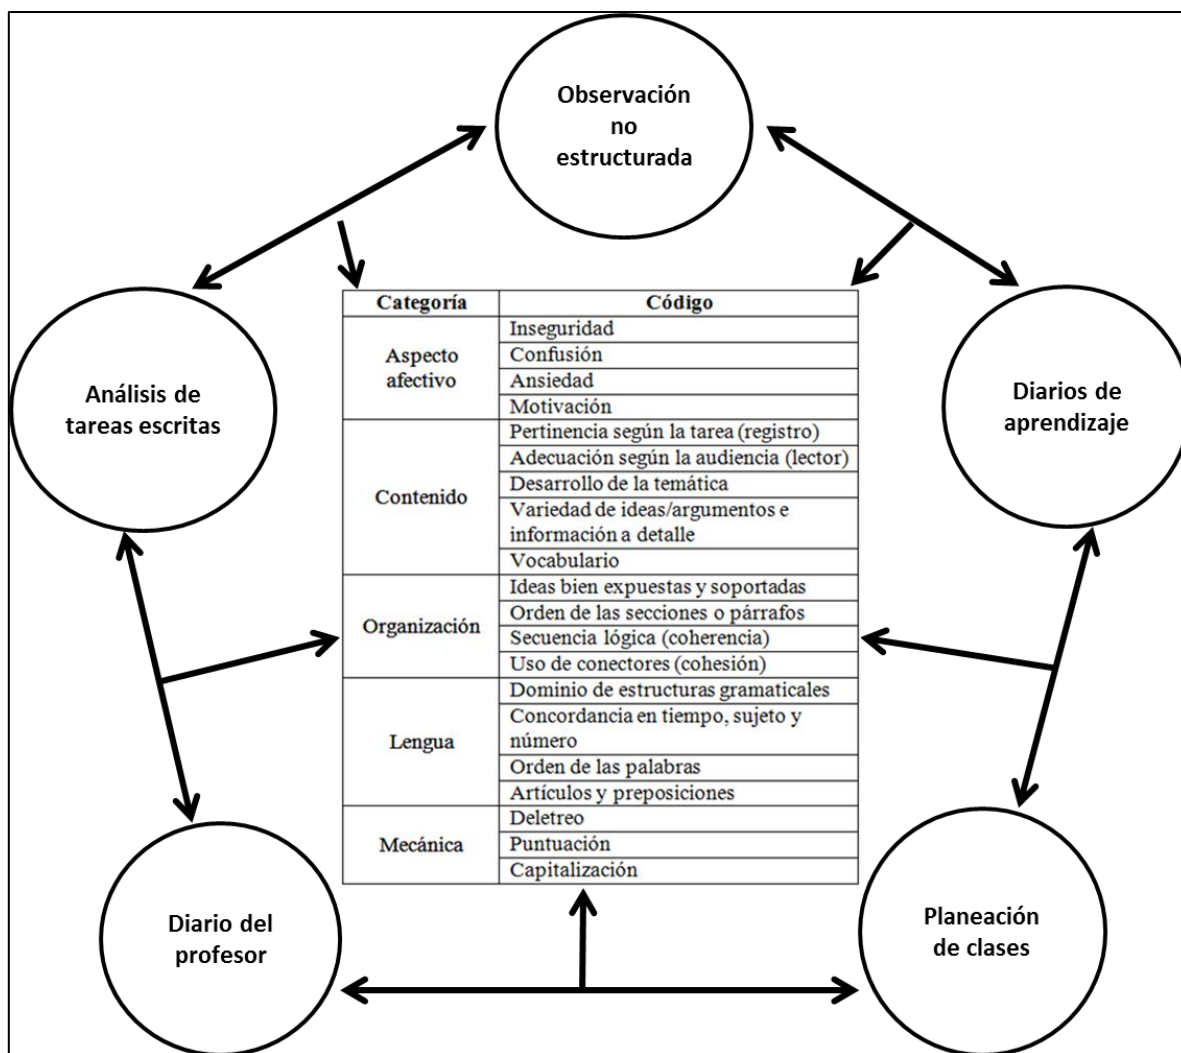 Observación
no
estructurada
Análisis de
tareas escritas
Diarios de
aprendizaje
Categoría Código
Aspecto
afectivo
Inseguridad
Confusión
Ansiedad
Motivación
Contenido
Pertinencia según la tarea (registro)
Adecuación según la audiencia (lector)
Desarrollo de la temática
Variedad de ideas/argumentos e
información a detalle
Vocabulario
Organización
Ideas bien expuestas y soportadas
Orden de las secciones o párrafos
Secuencia lógica (coherencia)
Uso de conectores (cohesión)
Lengua
Dominio de estructuras gramaticales
Concordancia en tiempo, sujeto y
número
Orden de las palabras
Artículos y preposiciones
Mecánica
Deletreo
Puntuación
Capitalización
Diario del
profesor
Planeación
de clases